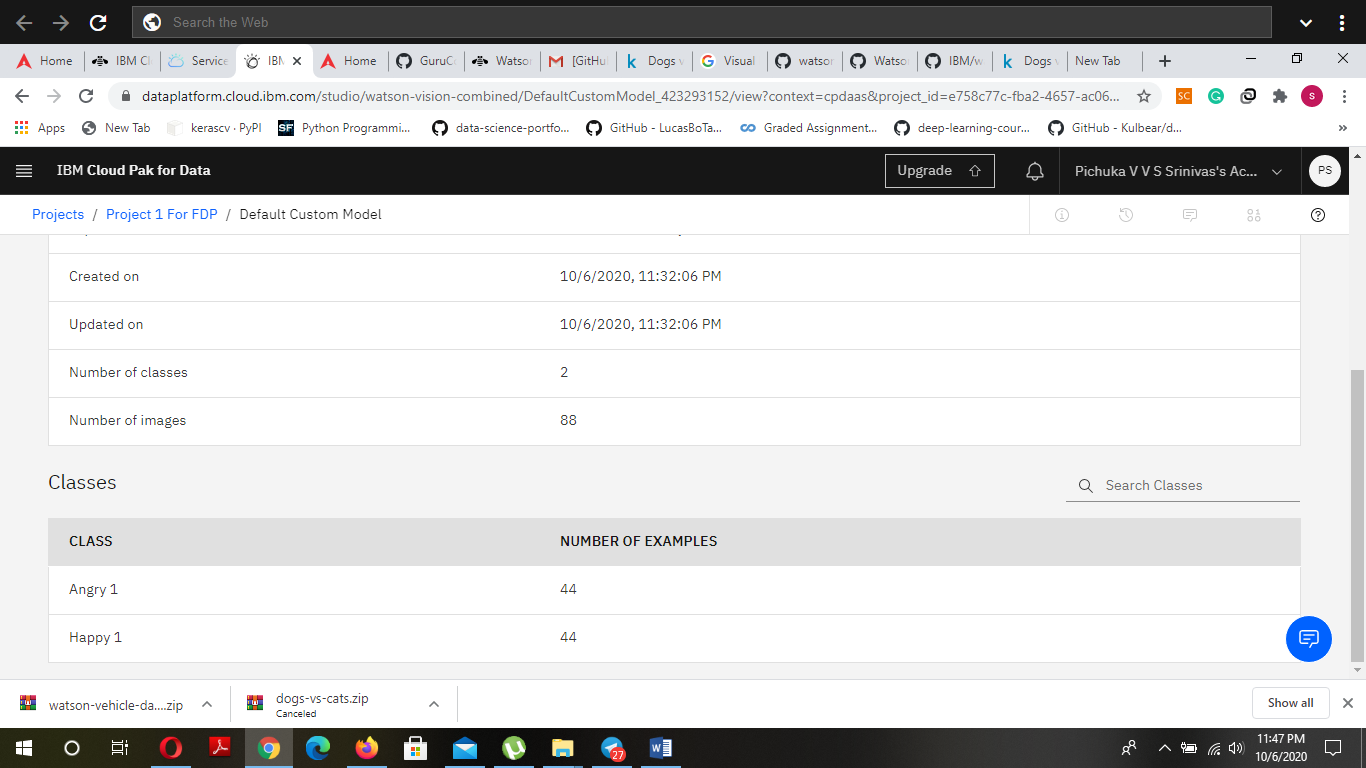 Search the Web
Home
IBM Cl
Service
IBM
Home
GuruCo
Watson
[GitHu
Dogs v
Visual
watson
Watson
IBM/w
Dogs v
New Tab
dataplatform.cloud.ibm.com/studio/watson-vision-combined/DefaultCustomModel_423293152/view?context=cpdaas&project_id=e758c77c-fba2-4657-ac06...
SC
S
Apps
New Tab
kerascv · PyPI
SF
Python Programmi...
data-science-portfo...
GitHub - LucasBoTa...
Graded Assignment...
deep-learning-cour...
GitHub - Kulbear/d...
IBM Cloud Pak for Data
Upgrade
Pichuka V V S Srinivas's Ac...
PS
Projects / Project 1 For FDP / Default Custom Model
Created on 10/6/2020, 11:32:06 PM
Updated on 10/6/2020, 11:32:06 PM
Number of classes 2
Number of images 88
Classes
Search Classes
CLASS NUMBER OF EXAMPLES
Angry 1 44
Happy 1 44
watson-vehicle-da....zip
dogs-vs-cats.zip
Canceled
Show all
27
11:47 PM
10/6/2020